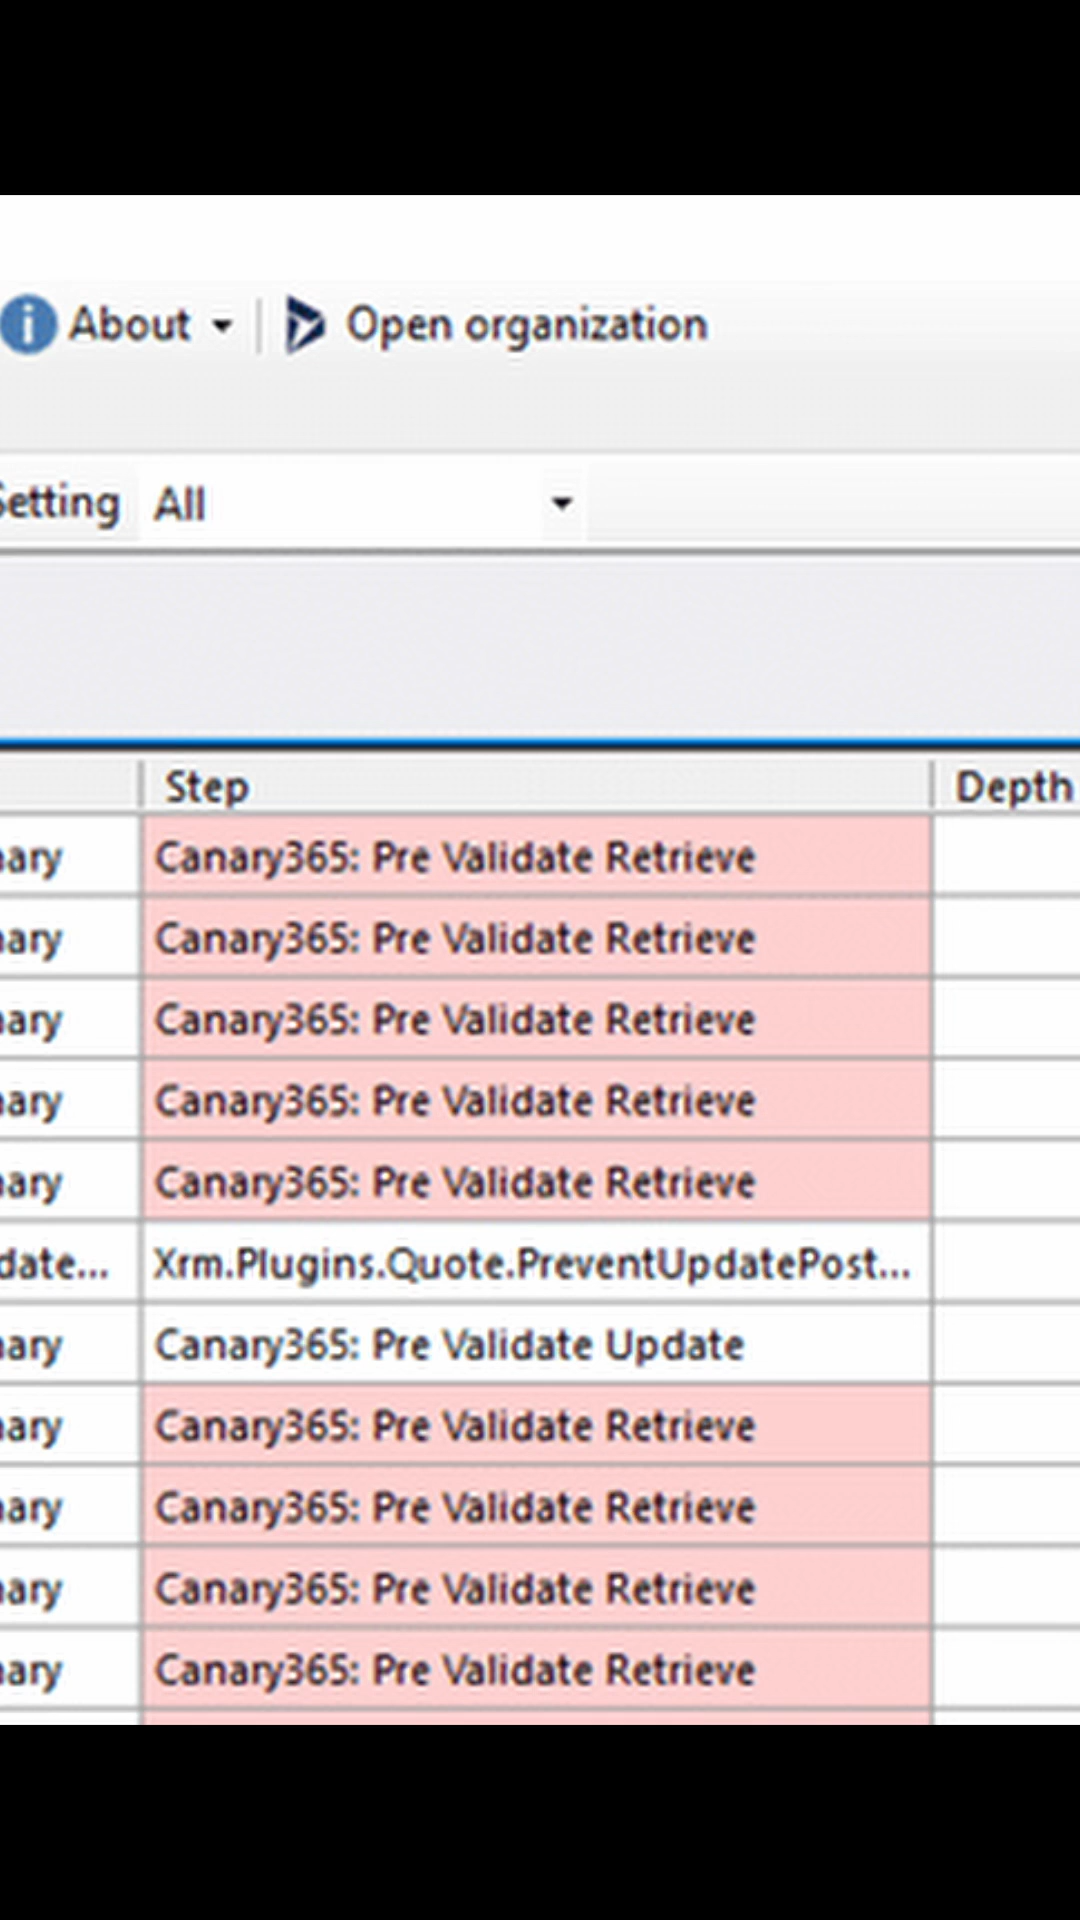 About Open organization
Setting All
Step Depth
ary Canary365: Pre Validate Retrieve
ary Canary365: Pre Validate Retrieve
ary Canary365: Pre Validate Retrieve
ary Canary365: Pre Validate Retrieve
ary Canary365: Pre Validate Retrieve
date... Xrm.Plugins.Quote.PreventUpdatePost...
ary Canary365: Pre Validate Update
ary Canary365: Pre Validate Retrieve
ary Canary365: Pre Validate Retrieve
ary Canary365: Pre Validate Retrieve
ary Canary365: Pre Validate Retrieve